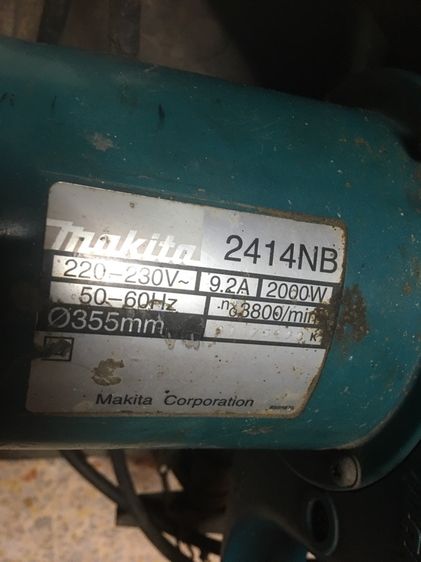 makita 2414NB
220-230V~ 9.2A 2000W
50-60Hz n₀3800/min
Ø355mm
Makita Corporation